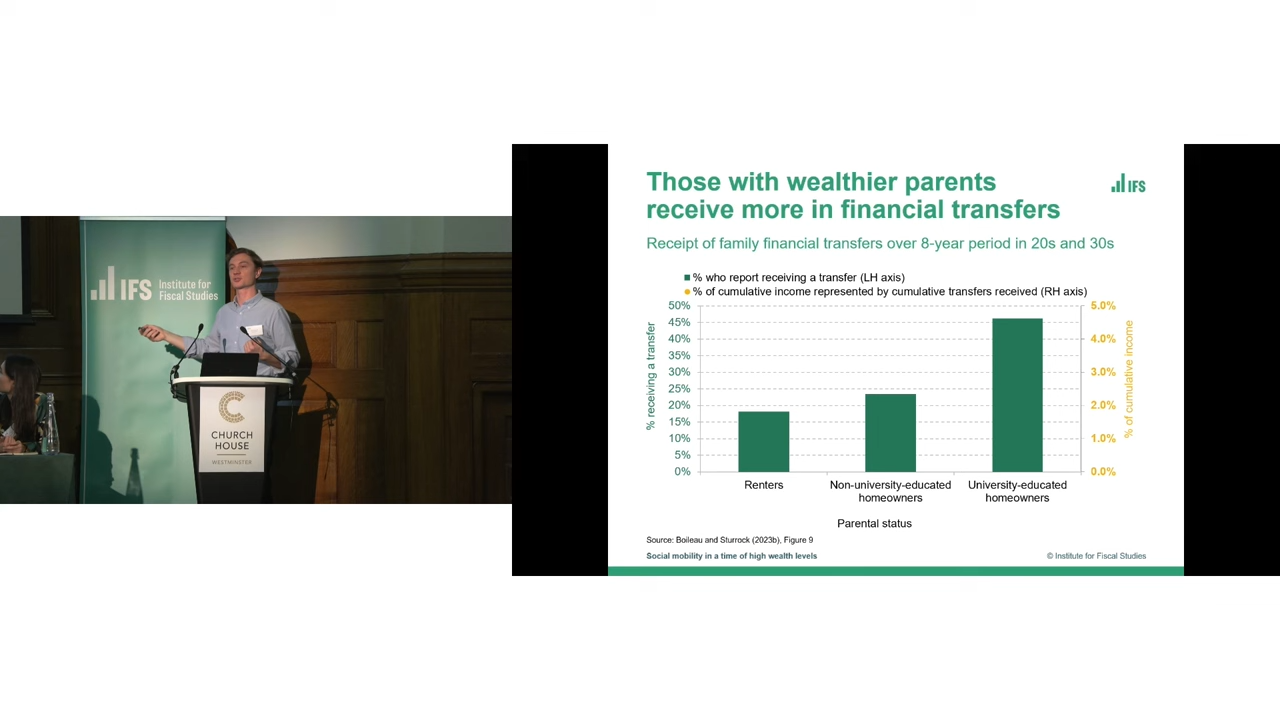 IFS Institute for
Fiscal Studies
CHURCH
HOUSE
WESTMINSTER
Those with wealthier parents
receive more in financial transfers
IFS
Receipt of family financial transfers over 8-year period in 20s and 30s
% who report receiving a transfer (LH axis)
% of cumulative income represented by cumulative transfers received (RH axis)
% receiving a transfer
50%
45%
40%
35%
30%
25%
20%
15%
10%
5%
0%
5.0%
4.0%
3.0%
2.0%
1.0%
0.0%
% of cumulative income
Renters
Non-university-educated
homeowners
University-educated
homeowners
Parental status
Source: Boileau and Sturrock (2023b), Figure 9
Social mobility in a time of high wealth levels
© Institute for Fiscal Studies